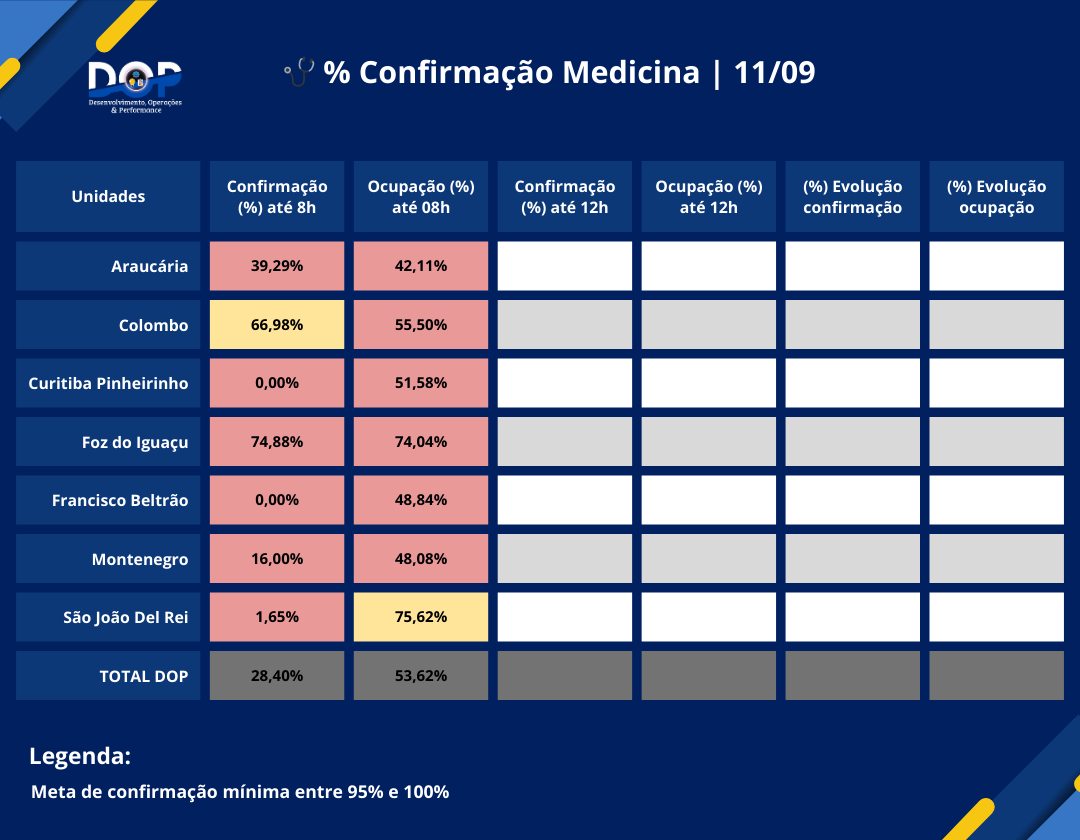 DOP
Desenvolvimento, Operações
& Performance
% Confirmação Medicina | 11/09
Unidades
Confirmação
(%) até 8h
Ocupação (%)
até 08h
Confirmação
(%) até 12h
Ocupação (%)
até 12h
(%) Evolução
confirmação
(%) Evolução
ocupação
Araucária 39,29% 42,11%
Colombo 66,98% 55,50%
Curitiba Pinheirinho 0,00% 51,58%
Foz do Iguaçu 74,88% 74,04%
Francisco Beltrão 0,00% 48,84%
Montenegro 16,00% 48,08%
São João Del Rei 1,65% 75,62%
TOTAL DOP 28,40% 53,62%
Legenda:
Meta de confirmação mínima entre 95% e 100%